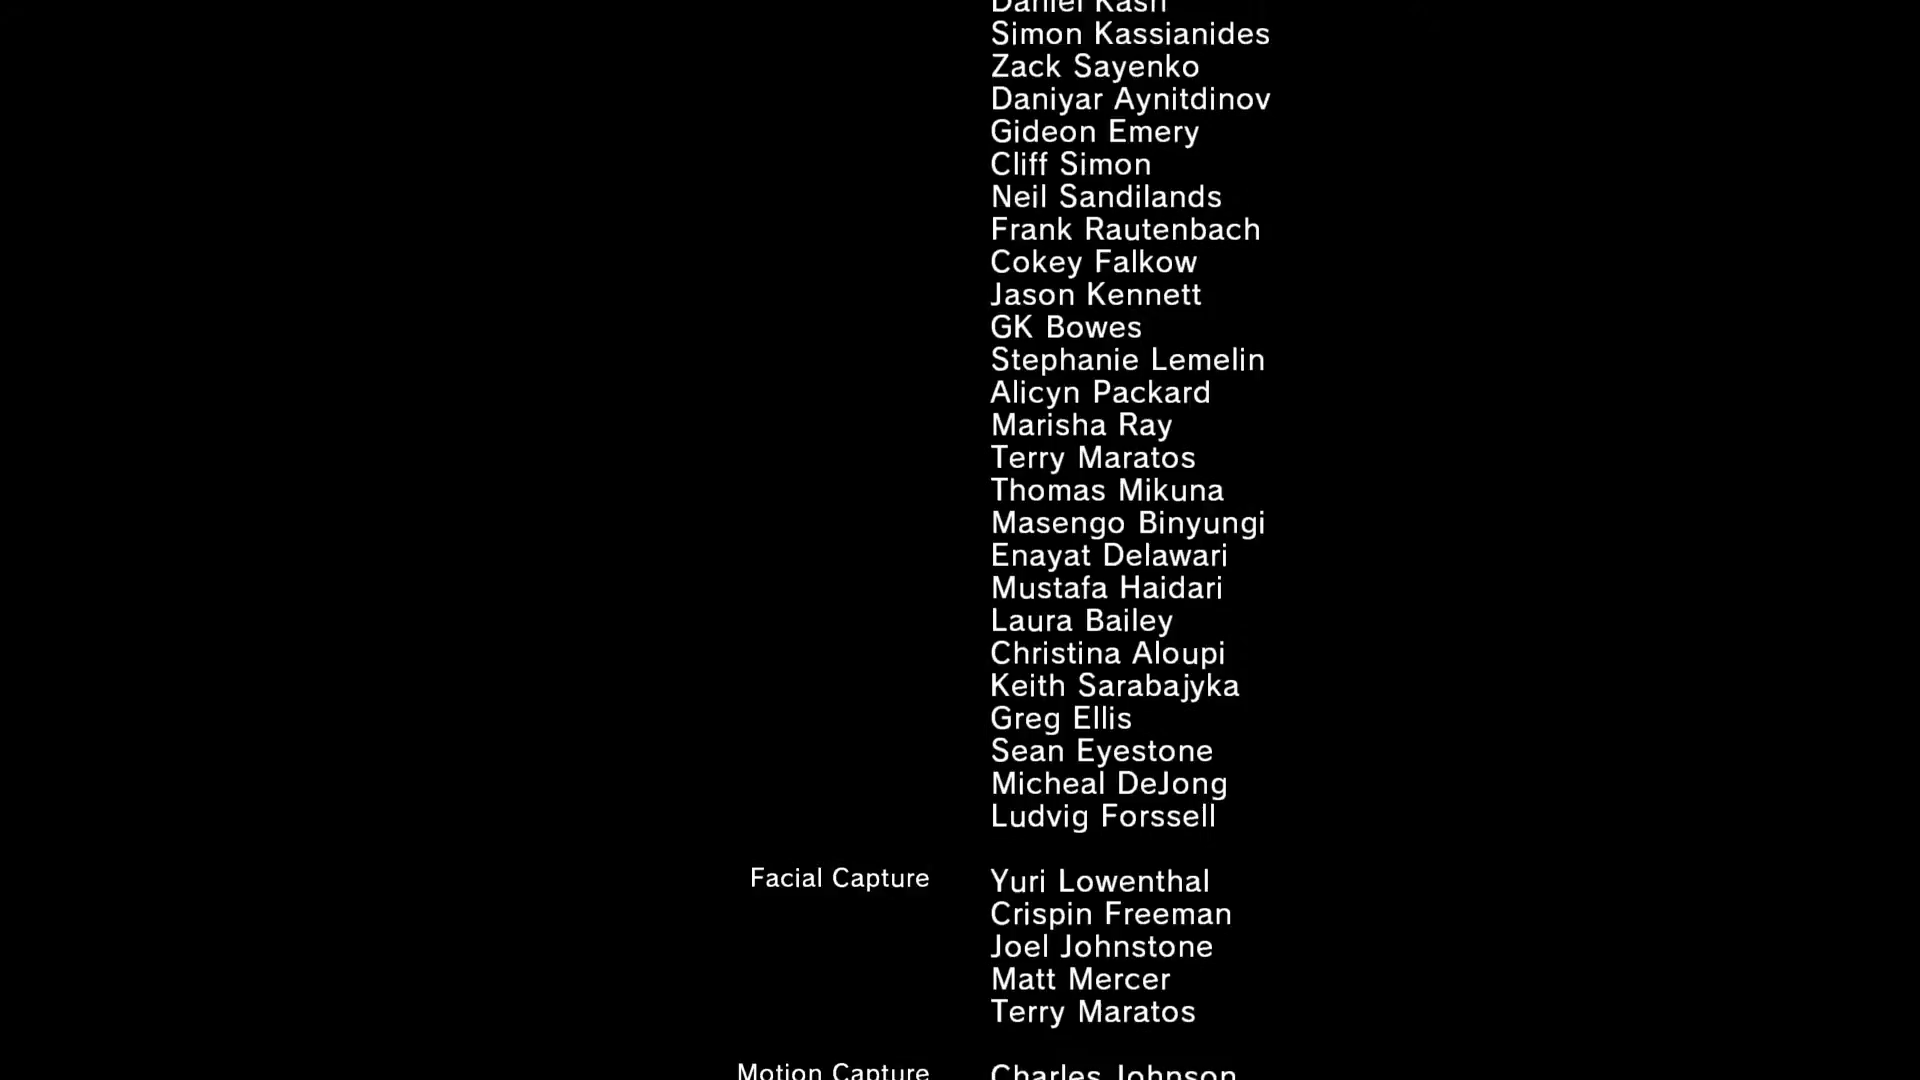 Daniel Kash
Simon Kassianides
Zack Sayenko
Daniyar Aynitdinov
Gideon Emery
Cliff Simon
Neil Sandilands
Frank Rautenbach
Cokey Falkow
Jason Kennett
GK Bowes
Stephanie Lemelin
Alicyn Packard
Marisha Ray
Terry Maratos
Thomas Mikuna
Masengo Binyungi
Enayat Delawari
Mustafa Haidari
Laura Bailey
Christina Aloupi
Keith Sarabajyka
Greg Ellis
Sean Eyestone
Micheal DeJong
Ludvig Forssell
Facial Capture Yuri Lowenthal
Crispin Freeman
Joel Johnstone
Matt Mercer
Terry Maratos
Motion Capture Charles Johnson